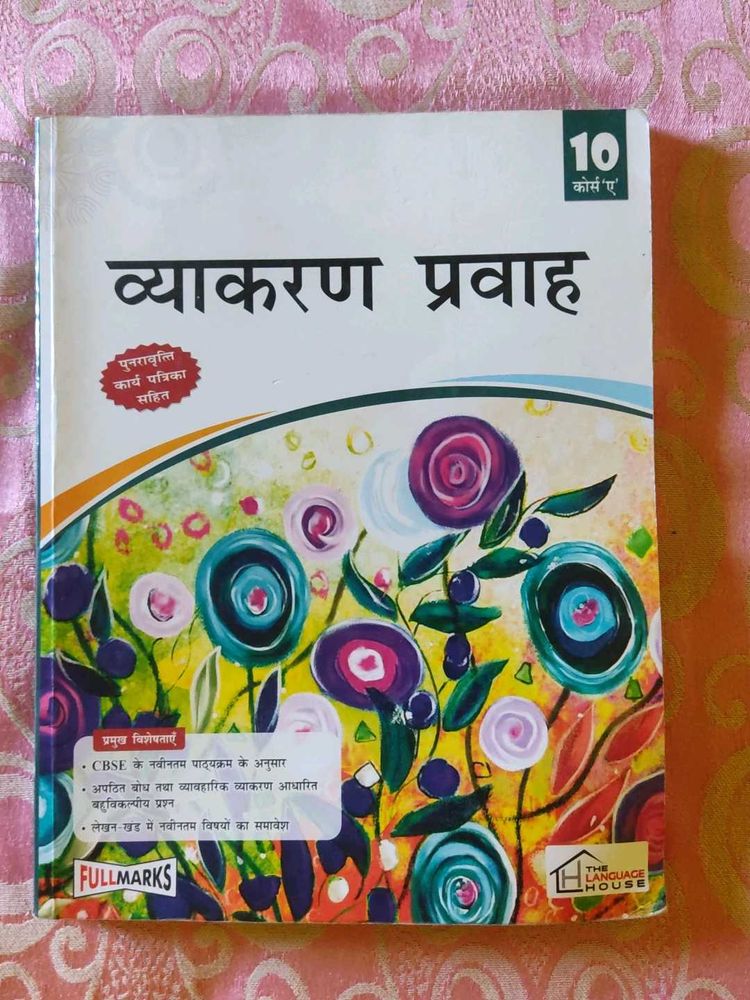 10
कोर्स 'ए'
व्याकरण प्रवाह
पुनरावृत्ति
कार्य पत्रिका
सहित
प्रमुख विशेषताएँ
• CBSE के नवीनतम पाठ्यक्रम के अनुसार
• अपठित बोध तथा व्यावहारिक व्याकरण आधारित
बहुविकल्पीय प्रश्न
• लेखन-खंड में नवीनतम विषयों का समावेश
FULLMARKS
THE
LANGUAGE
HOUSE